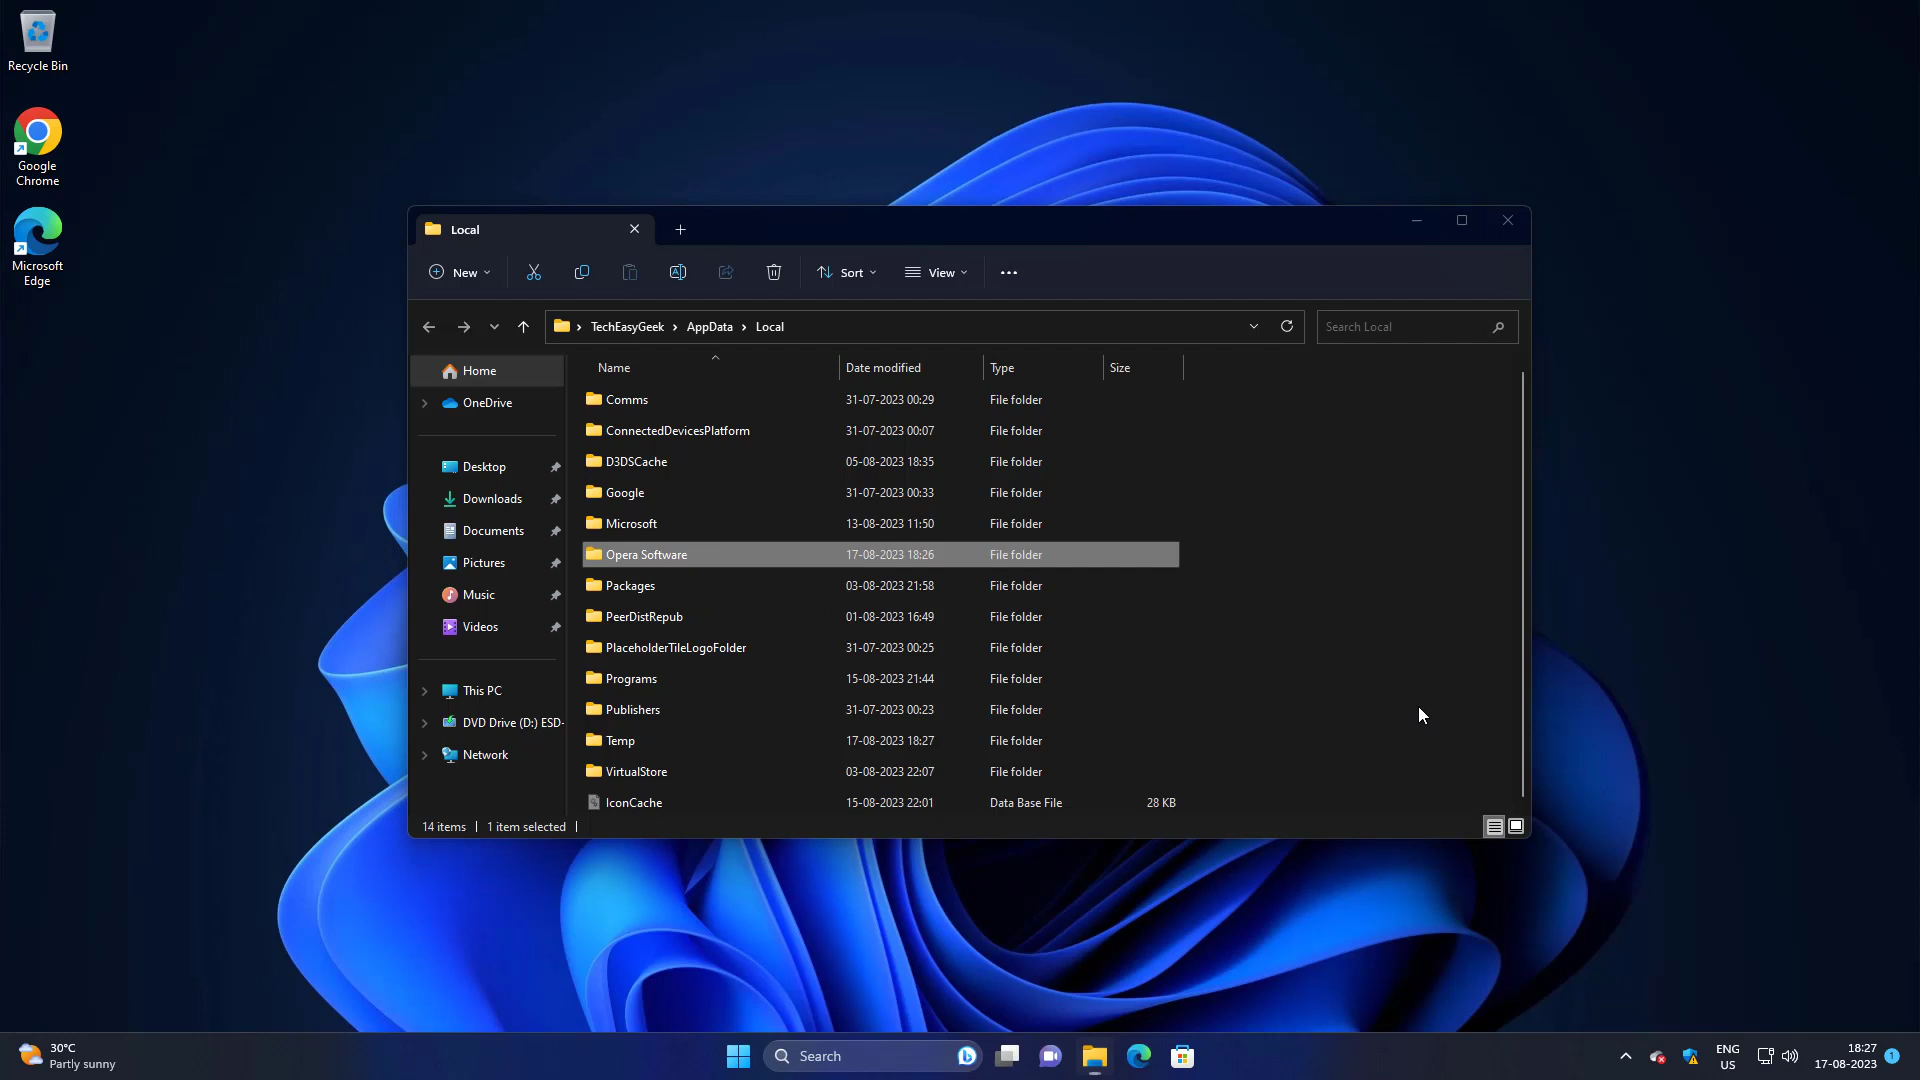 Recycle Bin
Google
Chrome
Microsoft
Edge
Local
New
Sort
View
TechEasyGeek
AppData
Local
Search Local
Home
OneDrive
Desktop
Downloads
Documents
Pictures
Music
Videos
This PC
DVD Drive (D:) ESD-
Network
Name Date modified Type Size
Comms 31-07-2023 00:29 File folder
ConnectedDevicesPlatform 31-07-2023 00:07 File folder
D3DSCache 05-08-2023 18:35 File folder
Google 31-07-2023 00:33 File folder
Microsoft 13-08-2023 11:50 File folder
Opera Software 17-08-2023 18:26 File folder
Packages 03-08-2023 21:58 File folder
PeerDistRepub 01-08-2023 16:49 File folder
PlaceholderTileLogoFolder 31-07-2023 00:25 File folder
Programs 15-08-2023 21:44 File folder
Publishers 31-07-2023 00:23 File folder
Temp 17-08-2023 18:27 File folder
VirtualStore 03-08-2023 22:07 File folder
IconCache 15-08-2023 22:01 Data Base File 28 KB
14 items 1 item selected
30°C
Partly sunny
Search
ENG
US
18:27
17-08-2023
1